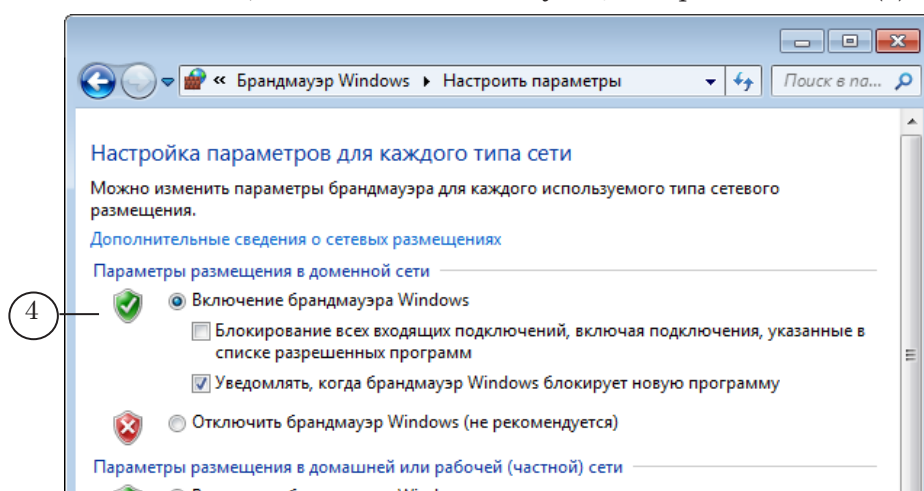 « Брандмауэр Windows Настроить параметры
Поиск в па...
Настройка параметров для каждого типа сети
Можно изменить параметры брандмауэра для каждого используемого типа сетевого
размещения.
Дополнительные сведения о сетевых размещениях
Параметры размещения в доменной сети
4
Включение брандмауэра Windows
Блокирование всех входящих подключений, включая подключения, указанные в
списке разрешенных программ
Уведомлять, когда брандмауэр Windows блокирует новую программу
Отключить брандмауэр Windows (не рекомендуется)
Параметры размещения в домашней или рабочей (частной) сети